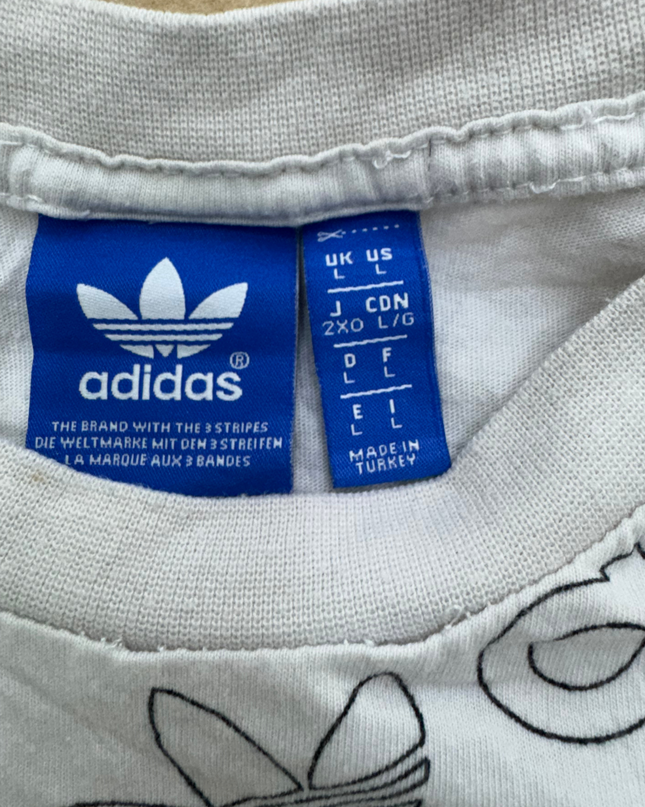 adidas®
THE BRAND WITH THE 3 STRIPES
DIE WELTMARKE MIT DEN 3 STREIFEN
LA MARQUE AUX 3 BANDES
UK US
L L
J CDN
2XO L/G
D F
L L
E I
L L
MADE IN
TURKEY